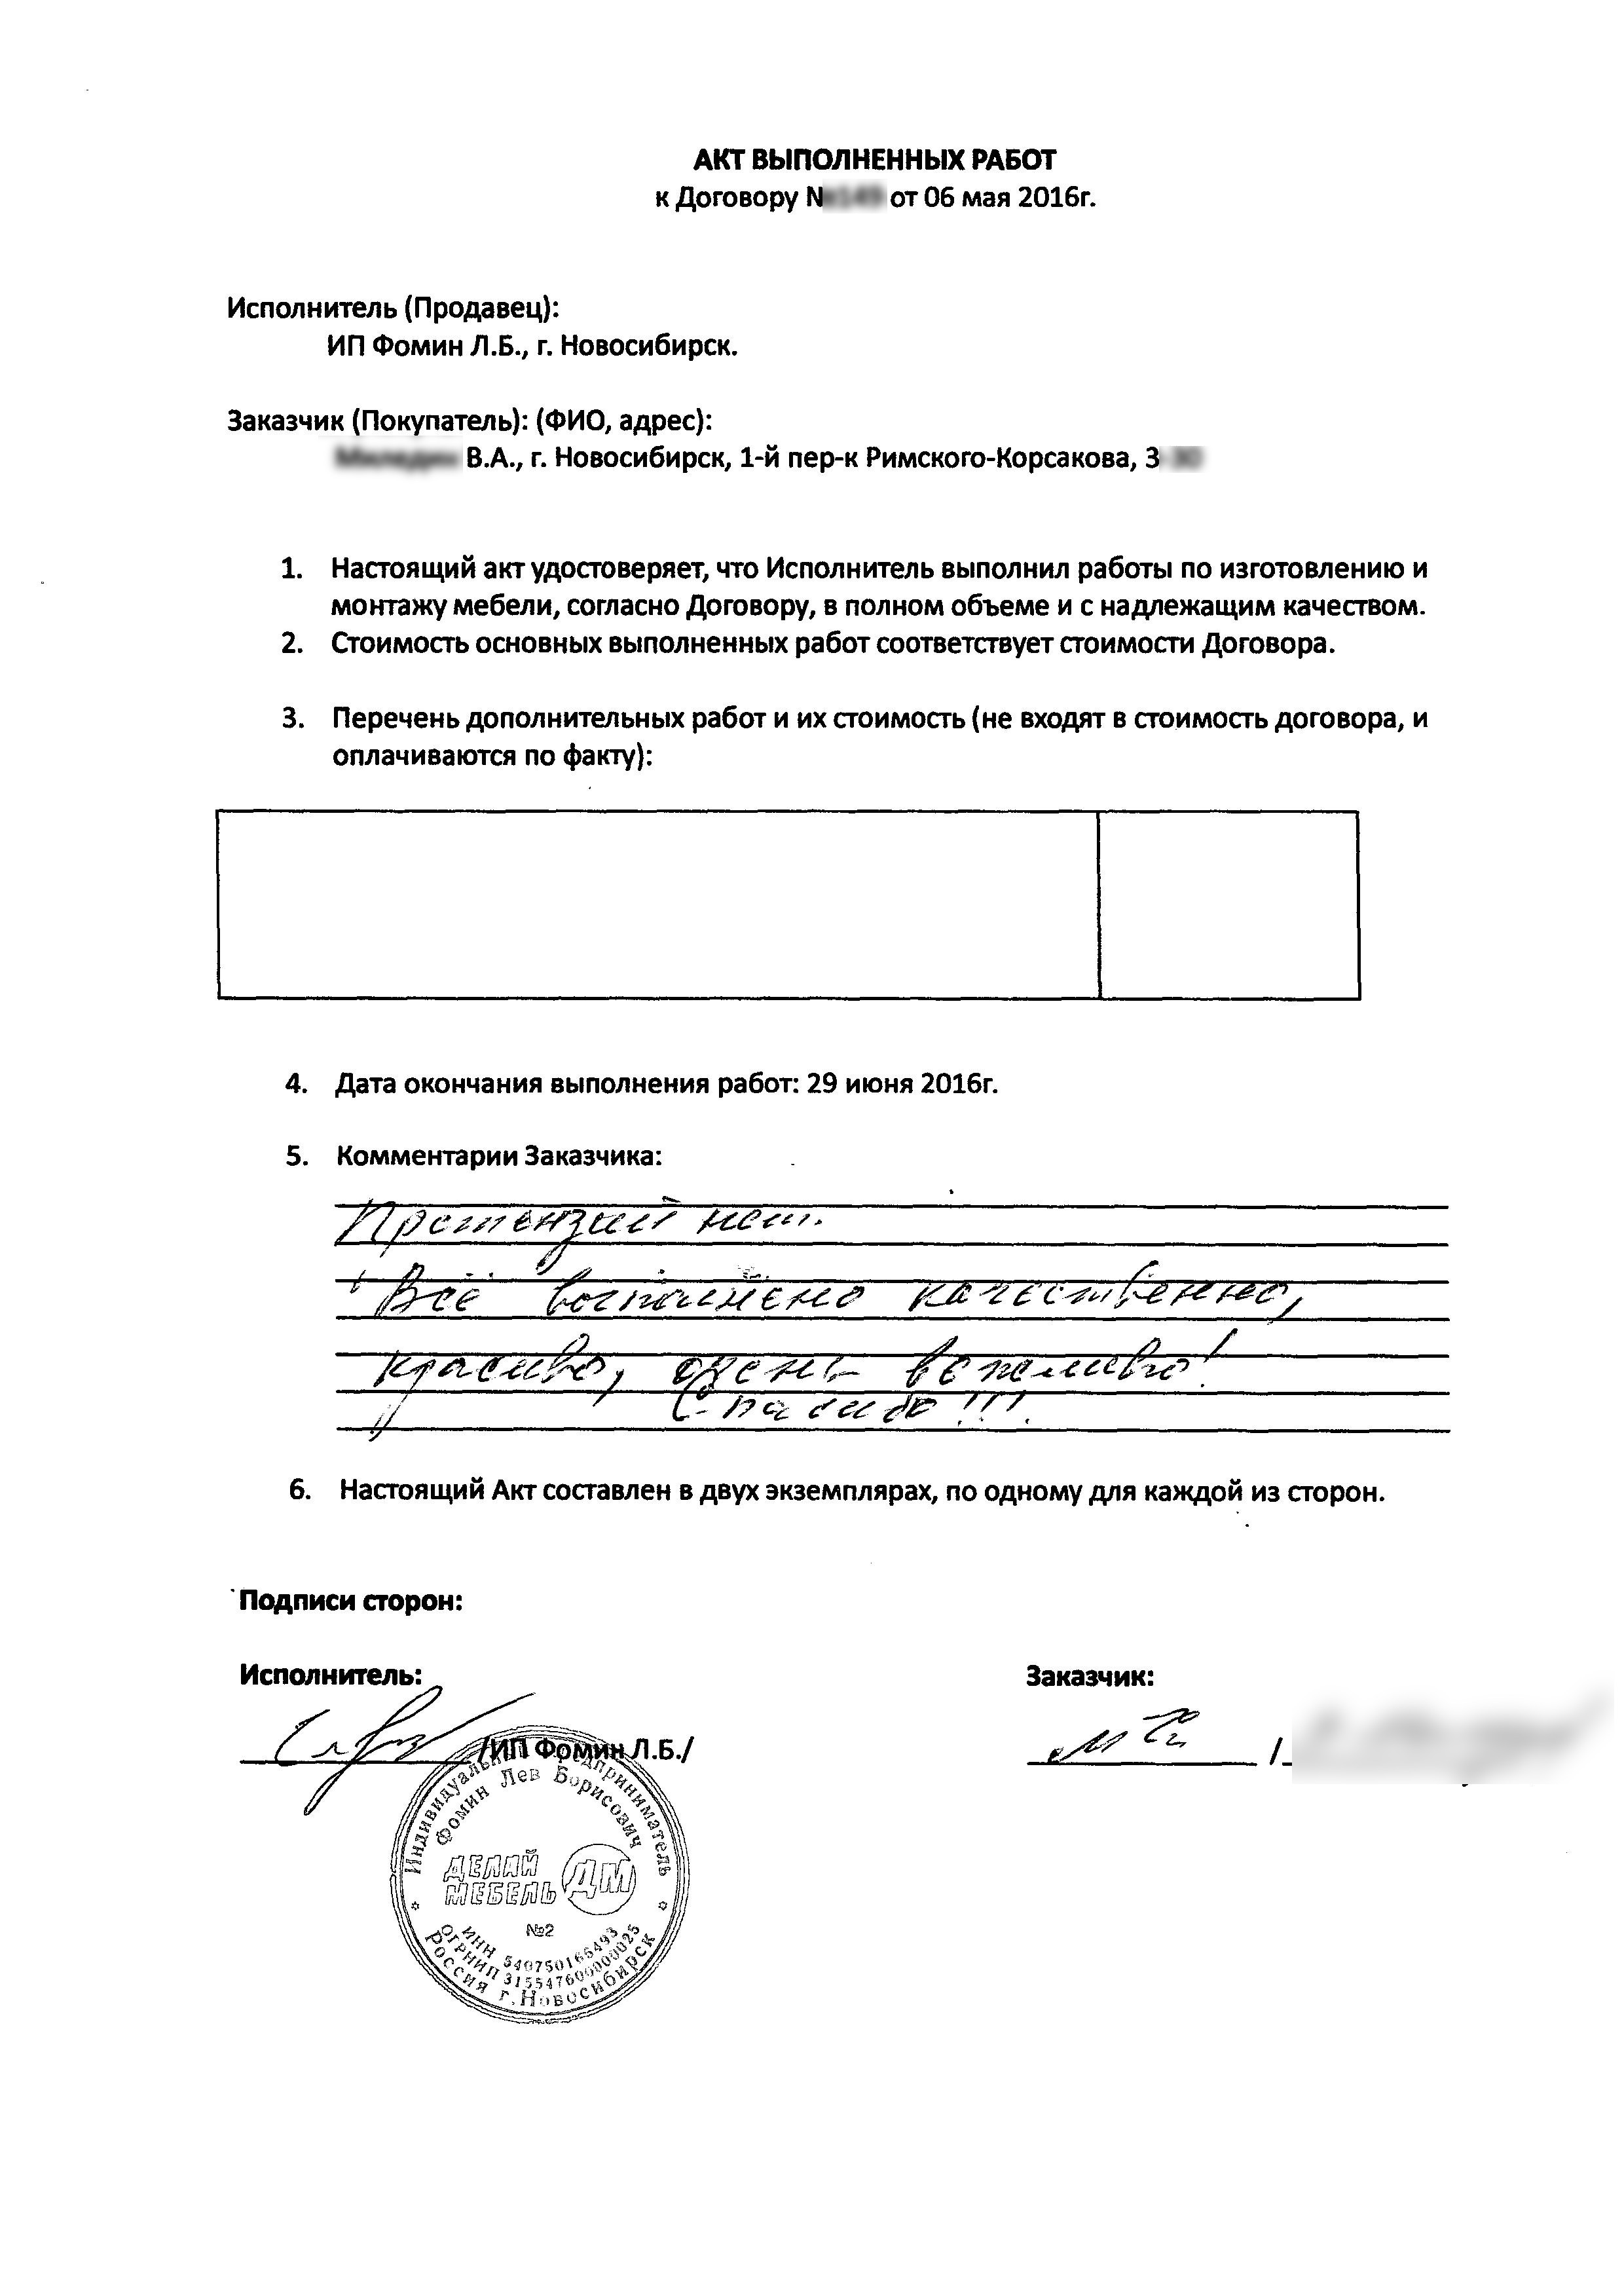 АКТ ВЫПОЛНЕННЫХ РАБОТ
к Договору от 06 мая 2016г.
Исполнитель (Продавец):
ИП Фомин Л.Б., г. Новосибирск.
Заказчик (Покупатель): (ФИО, адрес):
В.А., г. Новосибирск, 1-й пер-к Римского-Корсакова, 3
1. Настоящий акт удостоверяет, что Исполнитель выполнил работы по изготовлению и
монтажу мебели, согласно Договору, в полном объеме и с надлежащим качеством.
2. Стоимость основных выполненных работ соответствует стоимости Договора.
3. Перечень дополнительных работ и их стоимость (не входят в стоимость договора, и
оплачиваются по факту):
4. Дата окончания выполнения работ: 29 июня 2016г.
5. Комментарии Заказчика:
Претензий нет.
Всё выполнено качественно,
красиво, очень вежливо!
Спасибо!!!
6. Настоящий Акт составлен в двух экземплярах, по одному для каждой из сторон.
Подписи сторон:
Исполнитель: Заказчик:
/ИП Фомин Л.Б./ /
Индивидуальный предприниматель
Фомин Лев Борисович
ДЕЛАЙ
МЕБЕЛЬ
ДМ
№2
ИНН 540750165493
ОГРНИП 315547600000025
Россия г.Новосибирск